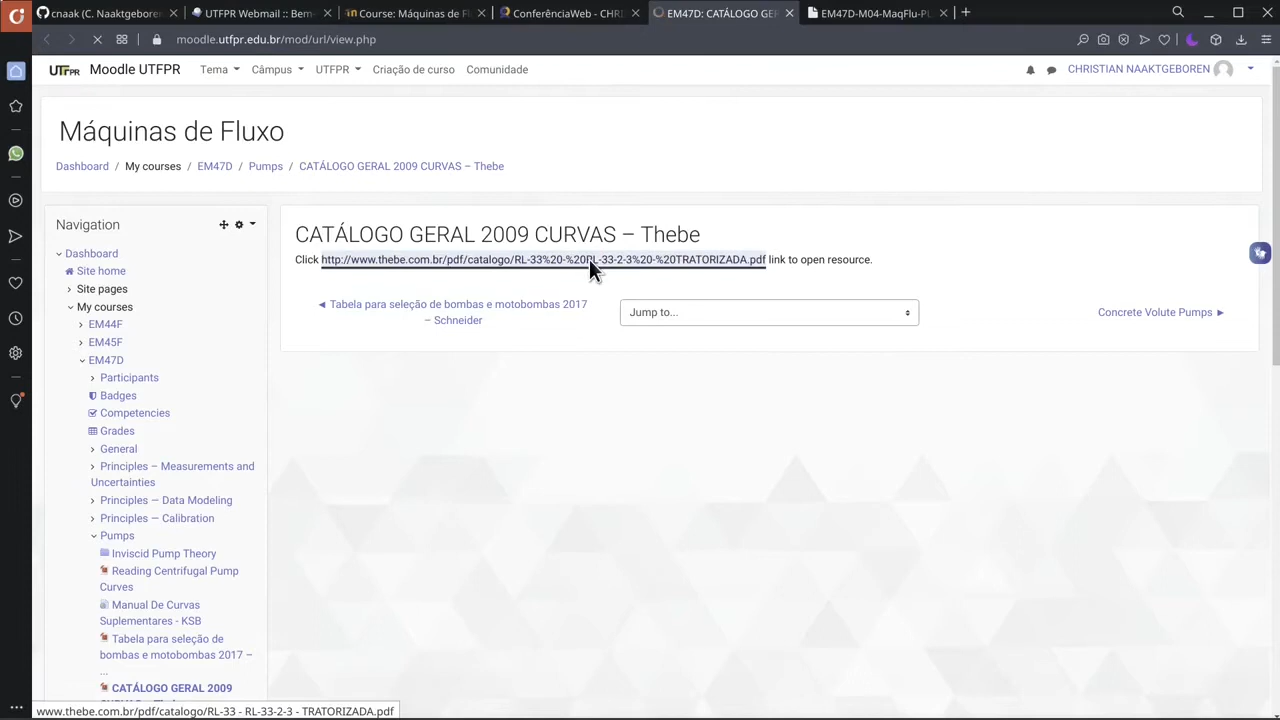 cnaak (C. Naaktgeboren
UTFPR Webmail :: Bem-
Course: Máquinas de F
ConferênciaWeb - CHR
EM47D: CATÁLOGO GER
EM47D-M04-MaqFlu-PL
moodle.utfpr.edu.br/mod/url/view.php
UTFPR Moodle UTFPR Tema Câmpus UTFPR Criação de curso Comunidade CHRISTIAN NAAKTGEBOREN
Máquinas de Fluxo
Dashboard / My courses / EM47D / Pumps / CATÁLOGO GERAL 2009 CURVAS – Thebe
Navigation
Dashboard
Site home
Site pages
My courses
EM44F
EM45F
EM47D
Participants
Badges
Competencies
Grades
General
Principles – Measurements and
Uncertainties
Principles — Data Modeling
Principles — Calibration
Pumps
Inviscid Pump Theory
Reading Centrifugal Pump
Curves
Manual De Curvas
Suplementares - KSB
Tabela para seleção de
bombas e motobombas 2017 –
...
CATÁLOGO GERAL 2009
CATÁLOGO GERAL 2009 CURVAS – Thebe
Click http://www.thebe.com.br/pdf/catalogo/RL-33%20-%20RL-33-2-3%20-%20TRATORIZADA.pdf link to open resource.
◄ Tabela para seleção de bombas e motobombas 2017
– Schneider
Jump to...
Concrete Volute Pumps ►
www.thebe.com.br/pdf/catalogo/RL-33 - RL-33-2-3 - TRATORIZADA.pdf